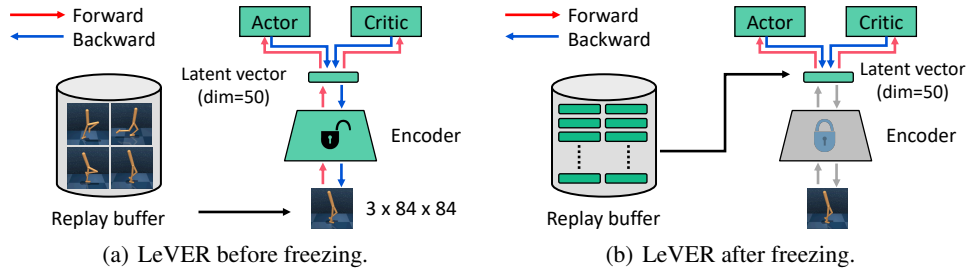 Forward
Backward
Actor
Critic
Latent vector
(dim=50)
Encoder
Replay buffer
3 x 84 x 84
(a) LeVER before freezing.
Forward
Backward
Actor
Critic
Latent vector
(dim=50)
Encoder
Replay buffer
(b) LeVER after freezing.